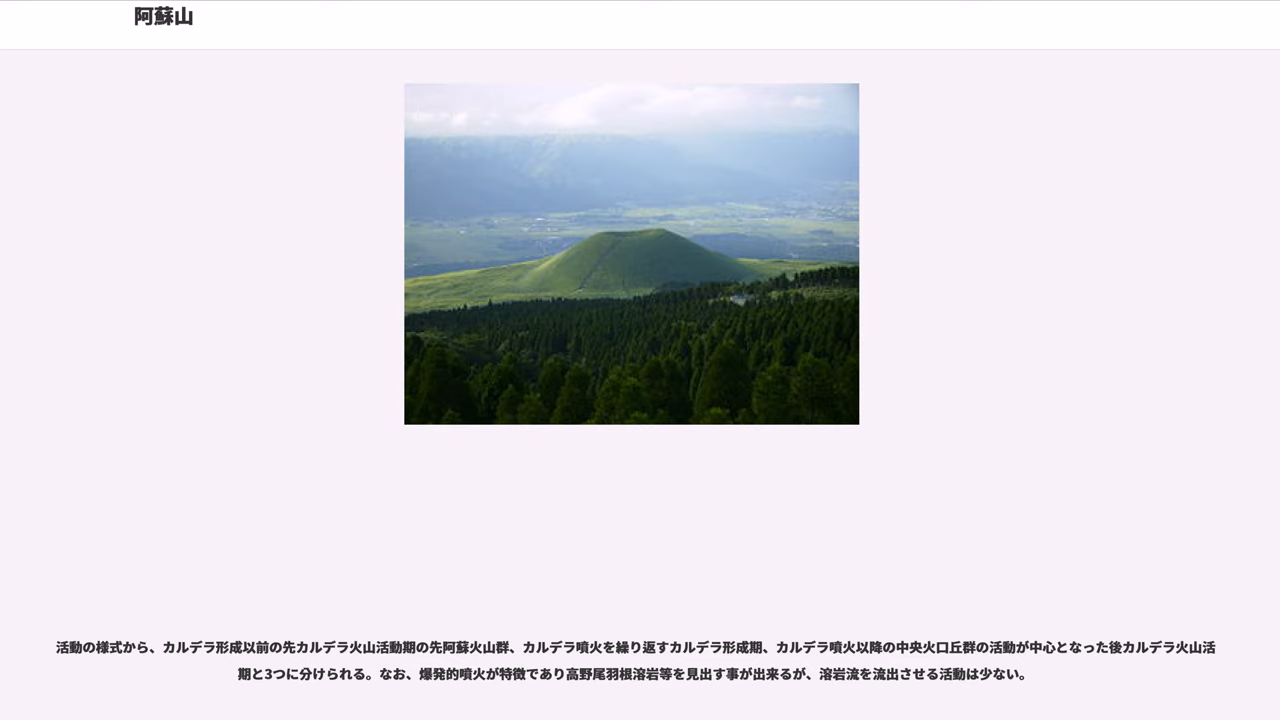 阿蘇山
活動の様式から、カルデラ形成以前の先カルデラ火山活動期の先阿蘇火山群、カルデラ噴火を繰り返すカルデラ形成期、カルデラ噴火以降の中央火口丘群の活動が中心となった後カルデラ火山活
期と3つに分けられる。なお、爆発的噴火が特徴であり高野尾羽根溶岩等を見出す事が出来るが、溶岩流を流出させる活動は少ない。